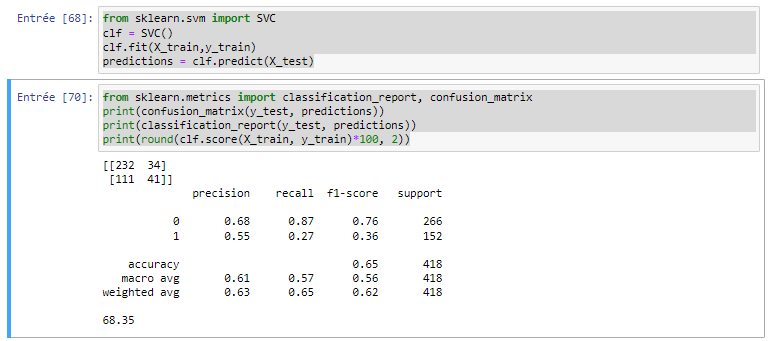 Entrée [68]: from sklearn.svm import SVC
clf = SVC()
clf.fit(X_train,y_train)
predictions = clf.predict(X_test)
Entrée [70]: from sklearn.metrics import classification_report, confusion_matrix
print(confusion_matrix(y_test, predictions))
print(classification_report(y_test, predictions))
print(round(clf.score(X_train, y_train)*100, 2))
[[232 34]
[111 41]]
precision recall f1-score support
0 0.68 0.87 0.76 266
1 0.55 0.27 0.36 152
accuracy 0.65 418
macro avg 0.61 0.57 0.56 418
weighted avg 0.63 0.65 0.62 418
68.35